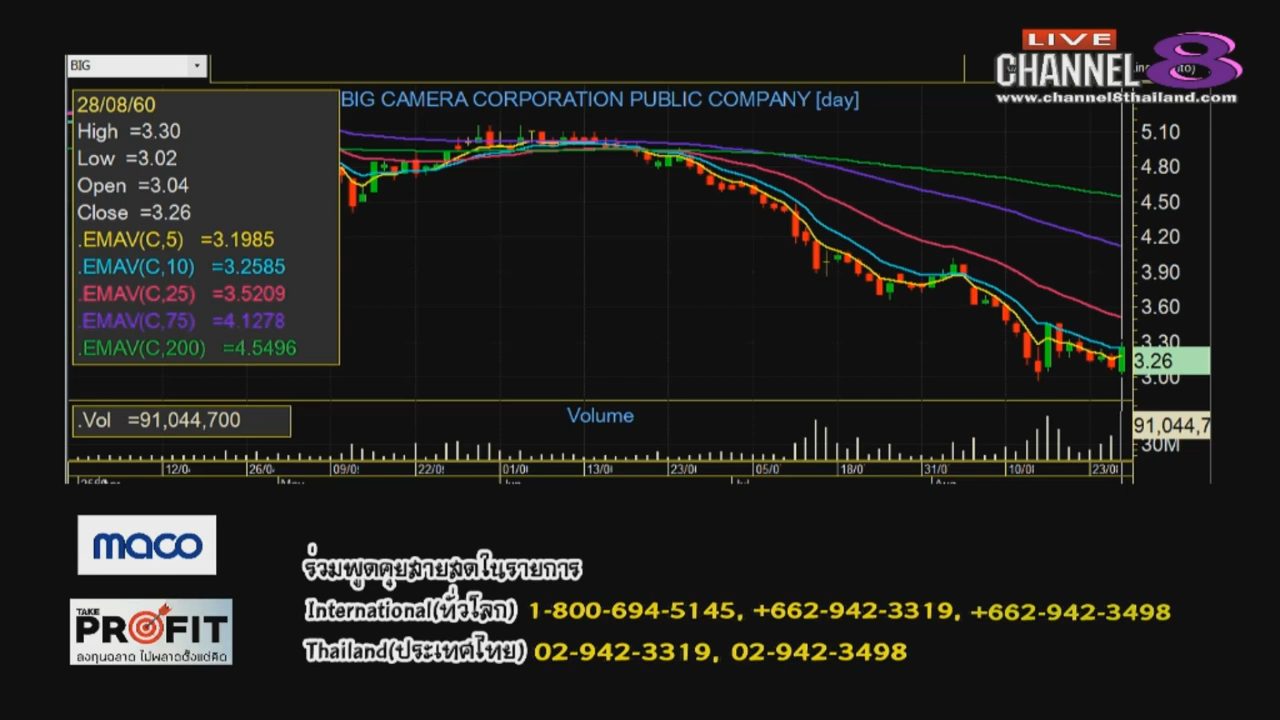 LIVE
CHANNEL 8
www.channel8thailand.com
BIG
28/08/60
High =3.30
Low =3.02
Open =3.04
Close =3.26
.EMAV(C,5) =3.1985
.EMAV(C,10) =3.2585
.EMAV(C,25) =3.5209
.EMAV(C,75) =4.1278
.EMAV(C,200) =4.5496
BIG CAMERA CORPORATION PUBLIC COMPANY [day]
5.10
4.80
4.50
4.20
3.90
3.60
3.30
3.26
3.00
.Vol =91,044,700
Volume
91,044,7
30M
12/0 26/0 09/0 22/0 01/0 13/0 23/0 05/0 18/0 31/0 10/0 23/0
maco
TAKE
PROFIT
ลงทุนฉลาด ไม่พลาดตั้งแต่คิด
ร่วมพูดคุยสายสดในรายการ
International(ทั่วโลก) 1-800-694-5145, +662-942-3319, +662-942-3498
Thailand(ประเทศไทย) 02-942-3319, 02-942-3498